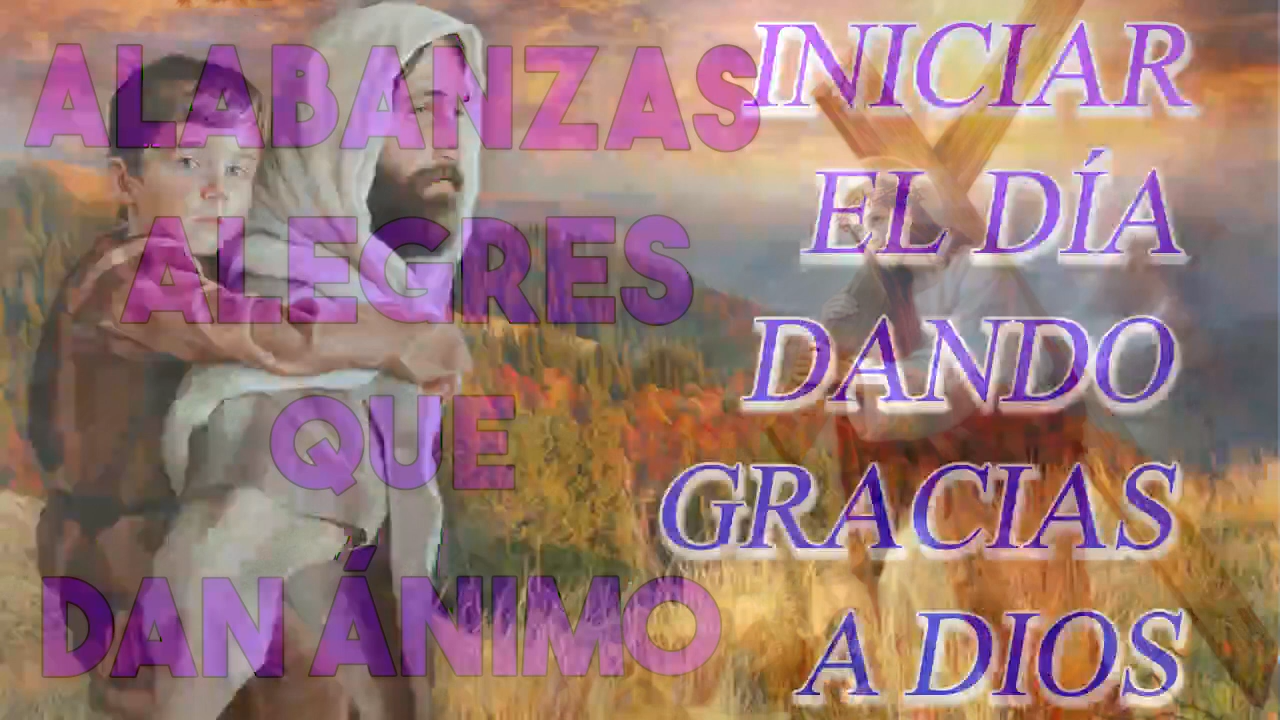 ALABANZAS
ALEGRES
QUE
DAN ÁNIMO
INICIAR
EL DÍA
DANDO
GRACIAS
A DIOS